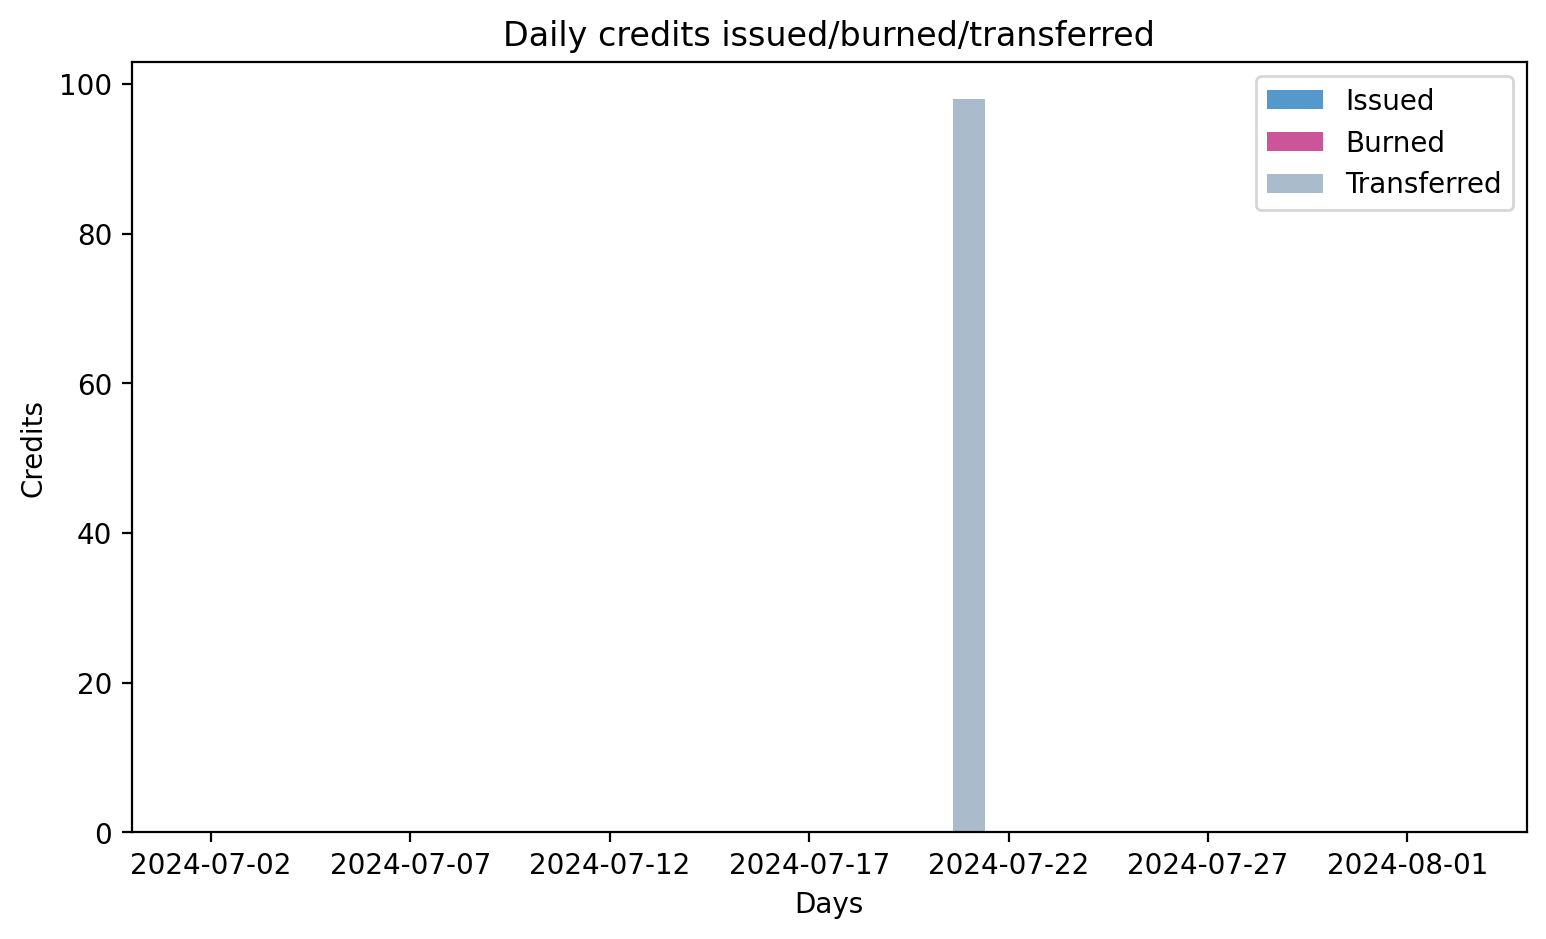 Daily credits issued/burned/transferred
Issued
Burned
Transferred
100
80
60
40
20
0
Credits
2024-07-02 2024-07-07 2024-07-12 2024-07-17 2024-07-22 2024-07-27 2024-08-01
Days